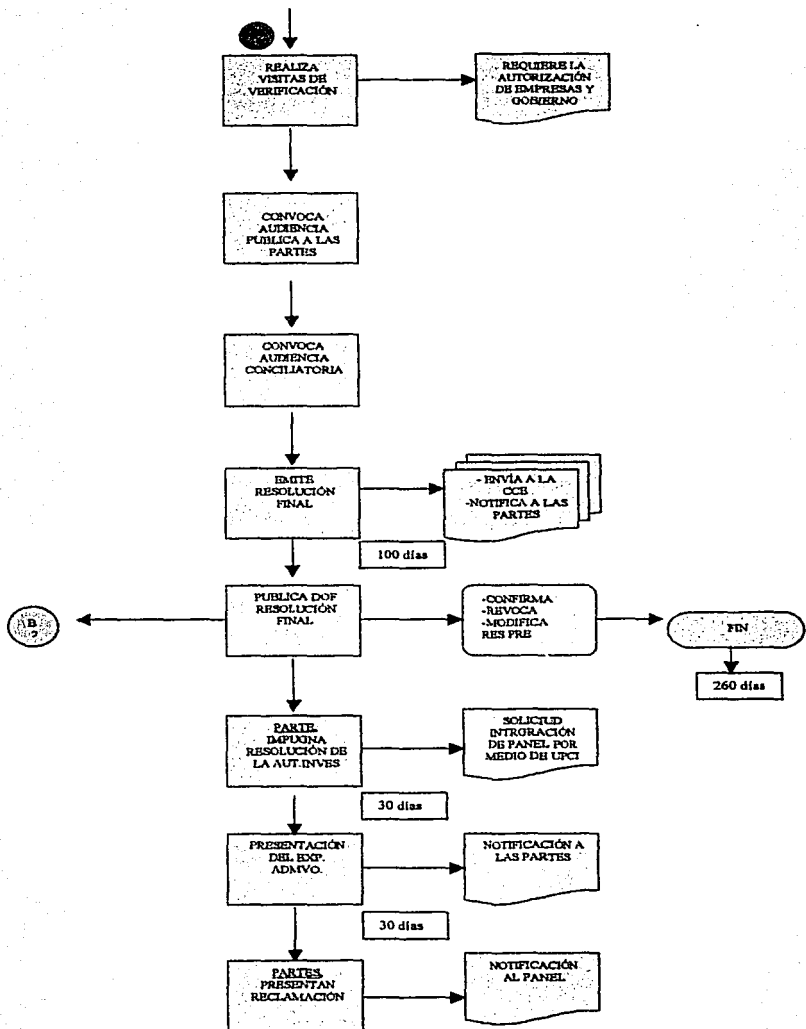 REALIZA
VISITAS DE
VERIFICACIÓN
REQUIERE LA
AUTORIZACIÓN
DE EMPRESAS Y
GOBIERNO
CONVOCA
AUDIENCIA
PUBLICA A LAS
PARTES
CONVOCA
AUDIENCIA
CONCILIATORIA
EMITE
RESOLUCIÓN
FINAL
- ENVÍA A LA
CCE
-NOTIFICA A LAS
PARTES
100 días
B
?
PUBLICA DOF
RESOLUCIÓN
FINAL
-CONFIRMA
-REVOCA
-MODIFICA
RES PRE
FIN
260 días
PARTE
IMPUGNA
RESOLUCIÓN DE
LA AUT.INVES
SOLICITUD
INTRGRACIÓN
DE PANEL POR
MEDIO DE UPCI
30 días
PRESENTACIÓN
DEL EXP.
ADMVO.
NOTIFICACIÓN A
LAS PARTES
30 días
PARTES
PRESENTAN
RECLAMACIÓN
NOTIFICACIÓN
AL PANEL